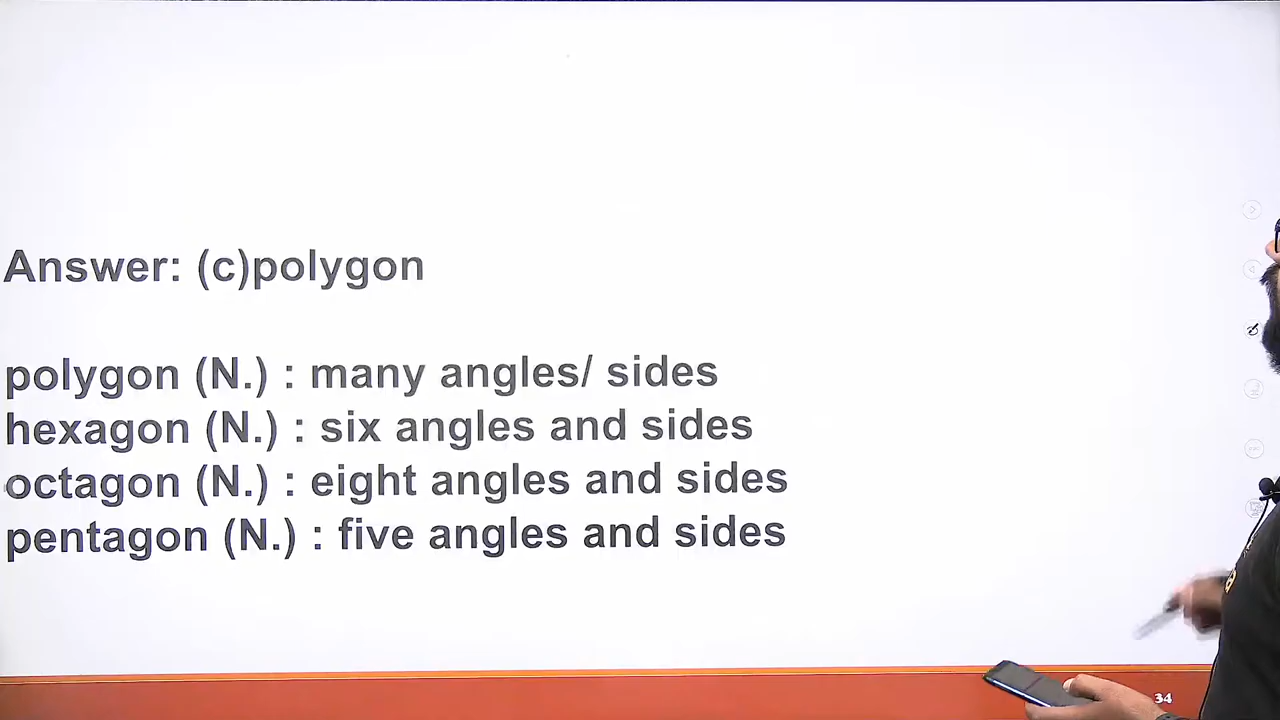 Answer: (c)polygon
polygon (N.) : many angles/ sides
hexagon (N.) : six angles and sides
octagon (N.) : eight angles and sides
pentagon (N.) : five angles and sides
34